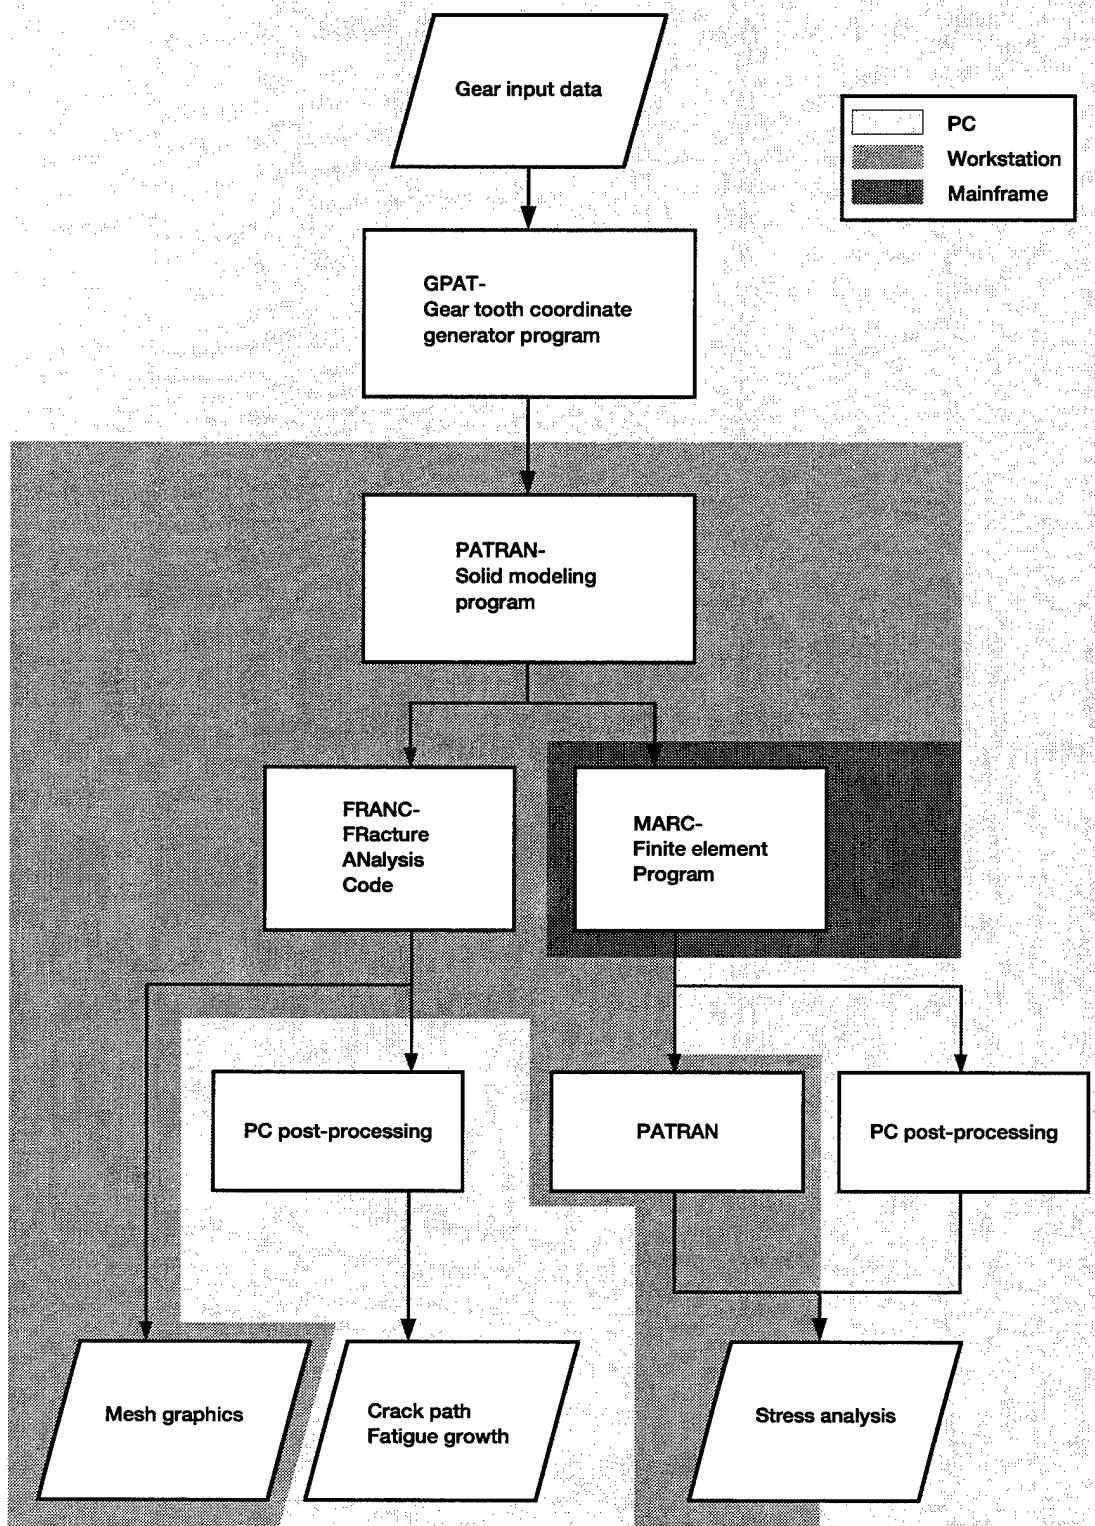 Gear input data
PC
Workstation
Mainframe
GPAT-
Gear tooth coordinate
generator program
PATRAN-
Solid modeling
program
FRANC-
FRacture
ANalysis
Code
MARC-
Finite element
Program
PC post-processing
PATRAN
PC post-processing
Mesh graphics
Crack path
Fatigue growth
Stress analysis